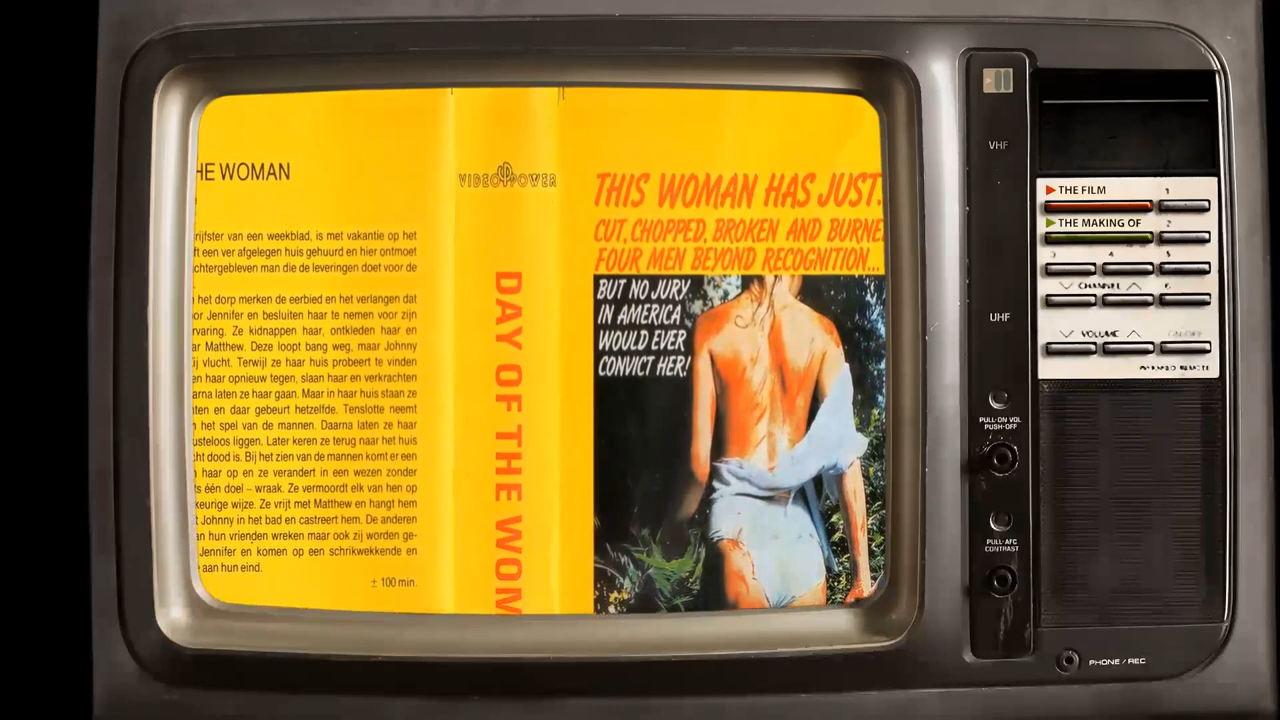 HE WOMAN
rijfster van een weekblad, is met vakantie op het
ft een ver afgelegen huis gehuurd en hier ontmoet
chtergebleven man die de leveringen doet voor de
het dorp merken de eerbied en het verlangen dat
or Jennifer en besluiten haar te nemen voor zijn
rvaring. Ze kidnappen haar, ontkleden haar en
ar Matthew. Deze loopt bang weg, maar Johnny
ij vlucht. Terwijl ze haar huis probeert te vinden
en haar opnieuw tegen, slaan haar en verkrachten
arna laten ze haar gaan. Maar in haar huis staan ze
ten en daar gebeurt hetzelfde. Tenslotte neemt
het spel van de mannen. Daarna laten ze haar
usteloos liggen. Later keren ze terug naar het huis
cht dood is. Bij het zien van de mannen komt er een
haar op en ze verandert in een wezen zonder
ts één doel – wraak. Ze vermoordt elk van hen op
keurige wijze. Ze vrijt met Matthew en hangt hem
t Johnny in het bad en castreert hem. De anderen
an hun vrienden wreken maar ook zij worden ge-
Jennifer en komen op een schrikwekkende en
aan hun eind.
± 100 min.
VIDEO POWER
DAY OF THE WOM
THIS WOMAN HAS JUST
CUT, CHOPPED, BROKEN AND BURNE
FOUR MEN BEYOND RECOGNITION...
BUT NO JURY
IN AMERICA
WOULD EVER
CONVICT HER!
VHF
UHF
PULL-ON VOL
PUSH-OFF
PULL-AFC
CONTRAST
THE FILM
1
THE MAKING OF
2
3 4 5
CHANNEL 6
VOLUME
PHONE / REC